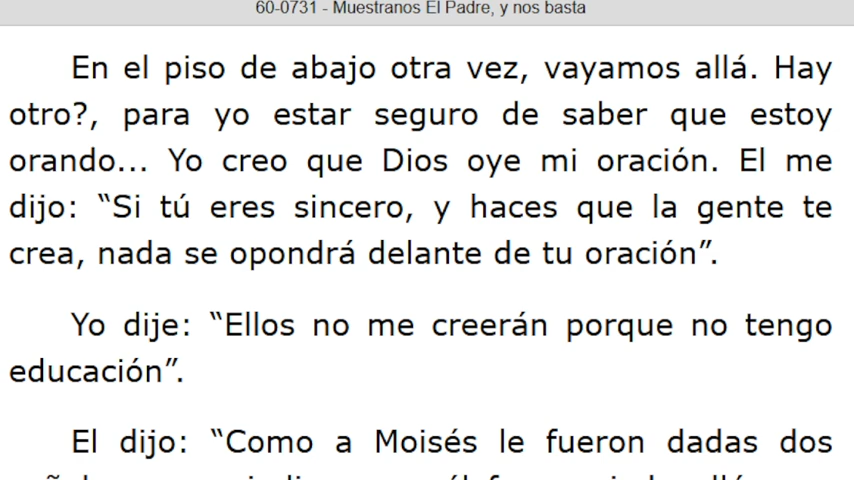 60-0731 - Muestranos El Padre, y nos basta
En el piso de abajo otra vez, vayamos allá. Hay
otro?, para yo estar seguro de saber que estoy
orando... Yo creo que Dios oye mi oración. El me
dijo: “Si tú eres sincero, y haces que la gente te
crea, nada se opondrá delante de tu oración”.
Yo dije: “Ellos no me creerán porque no tengo
educación”.
El dijo: “Como a Moisés le fueron dadas dos